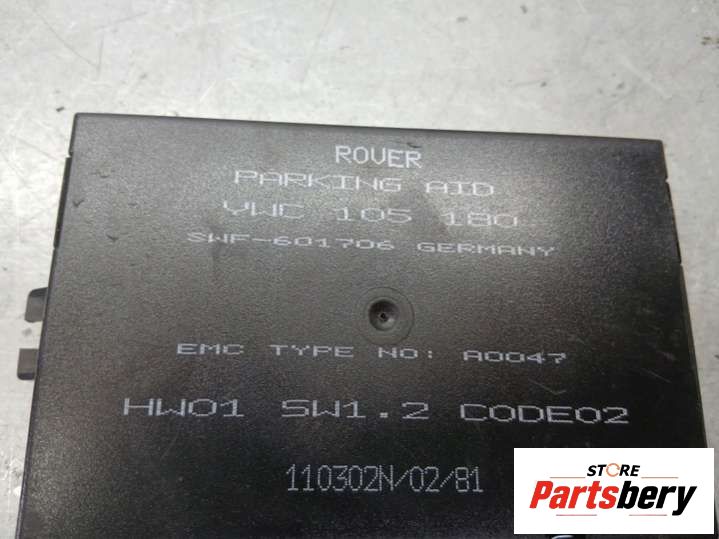 ROVER
PARKING AID
YWC 105 180
SWF-601706 GERMANY
EMC TYPE NO: A0047
HW01 SW1.2 CODE02
110302N/02/81
STORE
Partsbery